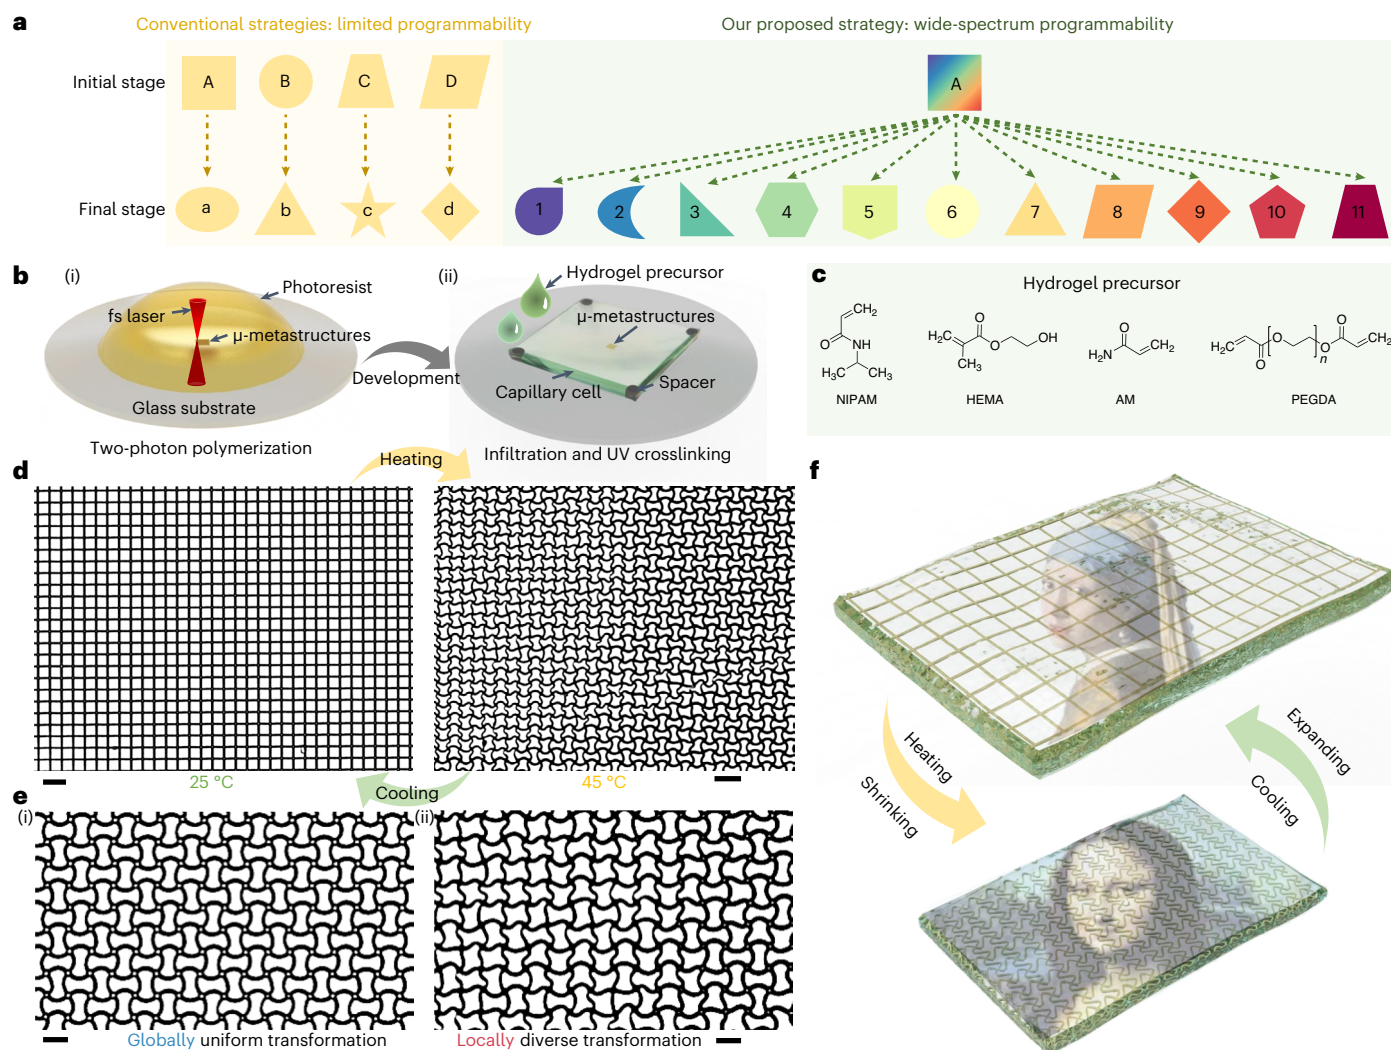 a
Conventional strategies: limited programmability
Our proposed strategy: wide-spectrum programmability
Initial stage
A
B
C
D
A
Final stage
a
b
c
d
1
2
3
4
5
6
7
8
9
10
11
b
(i)
Photoresist
fs laser
μ-metastructures
Glass substrate
Two-photon polymerization
Development
(ii)
Hydrogel precursor
μ-metastructures
Capillary cell
Spacer
Infiltration and UV crosslinking
c
Hydrogel precursor
CH₂
O
NH
H₃C
CH₃
NIPAM
H₂C
O
O
OH
CH₃
HEMA
O
H₂N
CH₂
AM
H₂C
O
O
O
O
n
O
CH₂
PEGDA
d
Heating
25 °C
45 °C
Cooling
e
(i)
Globally uniform transformation
(ii)
Locally diverse transformation
f
Heating
Shrinking
Expanding
Cooling